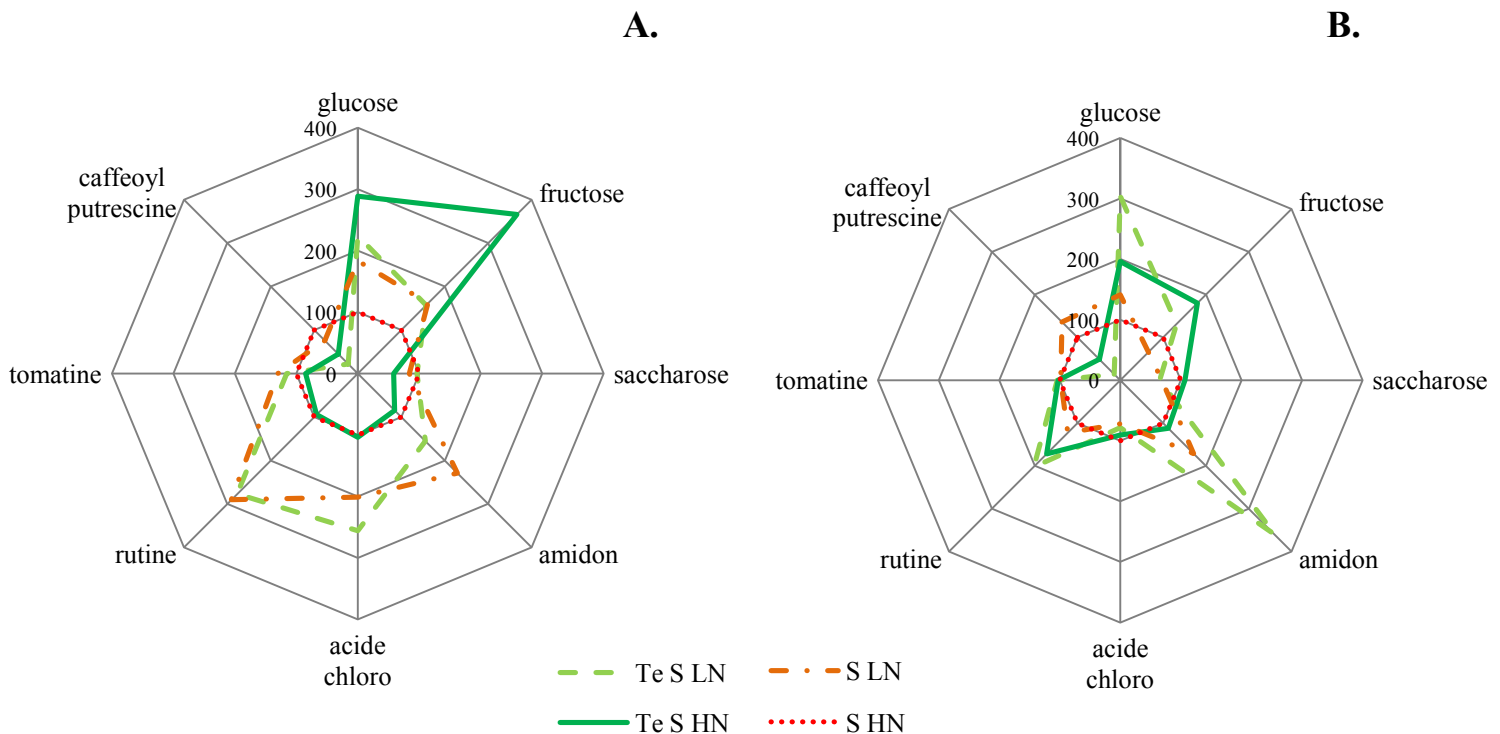 A.
glucose
400
300
200
100
0
fructose
saccharose
amidon
acide
chloro
rutine
tomatine
caffeoyl
putrescine
B.
glucose
400
300
200
100
0
fructose
saccharose
amidon
acide
chloro
rutine
tomatine
caffeoyl
putrescine
Te S LN
S LN
Te S HN
S HN